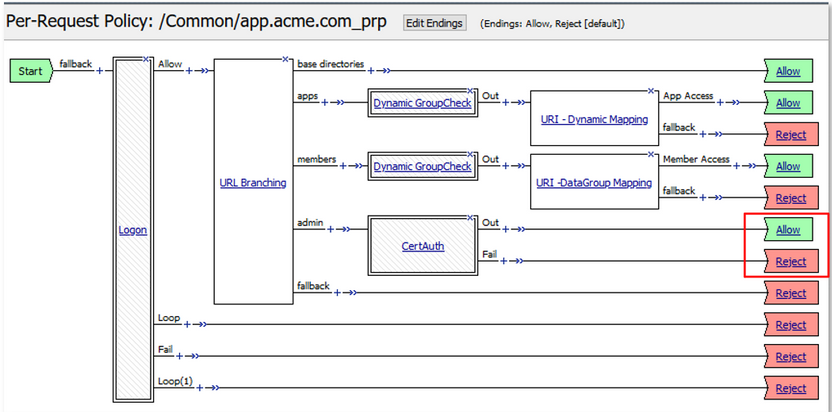 Per-Request Policy: /Common/app.acme.com_prp Edit Endings (Endings: Allow, Reject [default])
Start fallback + Logon x
Allow + URL Branching x
base directories + Allow
apps + Dynamic GroupCheck x Out + URI - Dynamic Mapping x App Access + Allow
fallback + Reject
members + Dynamic GroupCheck x Out + URI -DataGroup Mapping x Member Access + Allow
fallback + Reject
admin + CertAuth x Out + Allow
Fail + Reject
fallback + Reject
Loop + Reject
Fail + Reject
Loop(1) + Reject